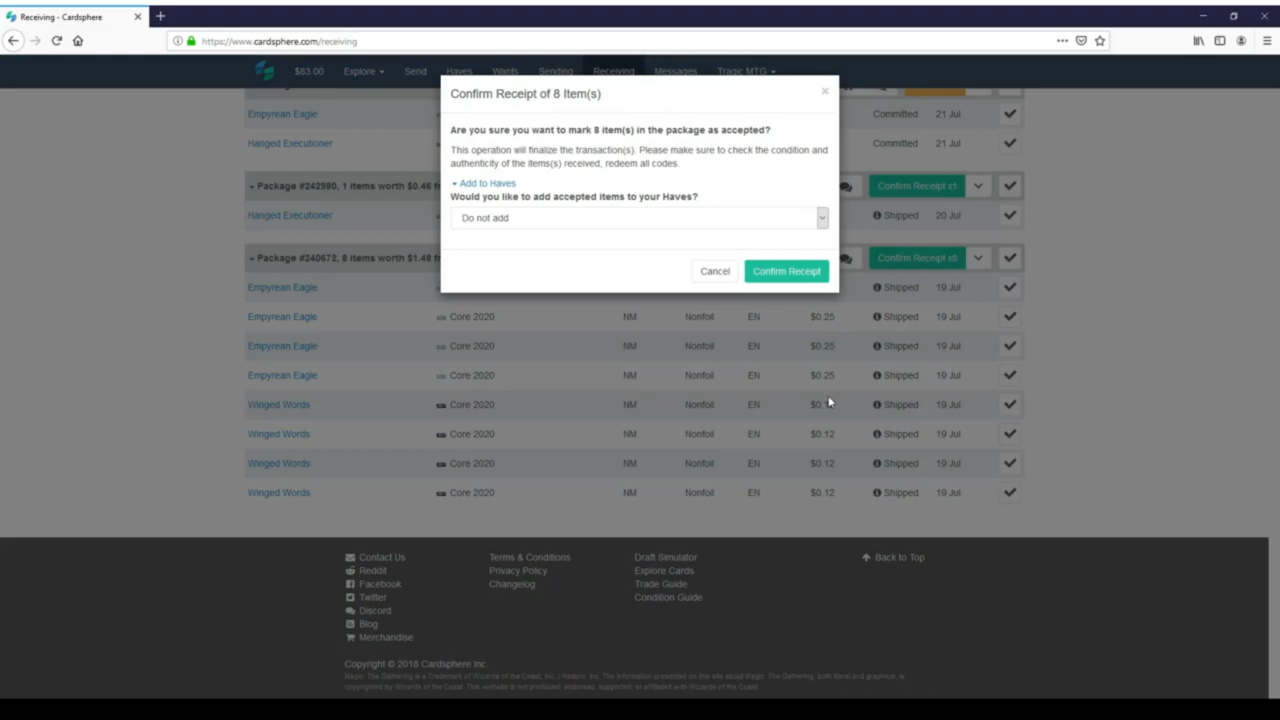 Receiving - Cardsphere
https://www.cardsphere.com/receiving
$83.00 Explore Send Haves Wants Sending Receiving Messages Tragic MTG
Confirm Receipt of 8 Item(s)
Are you sure you want to mark 8 item(s) in the package as accepted?
This operation will finalize the transaction(s). Please make sure to check the condition and
authenticity of the items(s) received, redeem all codes.
Add to Haves
Would you like to add accepted items to your Haves?
Do not add
Cancel Confirm Receipt
Empyrean Eagle Committed 21 Jul
Hanged Executioner Committed 21 Jul
Package #242980, 1 items worth $0.46 Confirm Receipt x1
Hanged Executioner Shipped 20 Jul
Package #240672, 8 items worth $1.48 Confirm Receipt x8
Empyrean Eagle Shipped 19 Jul
Empyrean Eagle Core 2020 NM Nonfoil EN $0.25 Shipped 19 Jul
Empyrean Eagle Core 2020 NM Nonfoil EN $0.25 Shipped 19 Jul
Empyrean Eagle Core 2020 NM Nonfoil EN $0.25 Shipped 19 Jul
Winged Words Core 2020 NM Nonfoil EN Shipped 19 Jul
Winged Words Core 2020 NM Nonfoil EN $0.12 Shipped 19 Jul
Winged Words Core 2020 NM Nonfoil EN $0.12 Shipped 19 Jul
Winged Words Core 2020 NM Nonfoil EN $0.12 Shipped 19 Jul
Contact Us Terms & Conditions Draft Simulator Back to Top
Reddit Privacy Policy Explore Cards
Facebook Changelog Trade Guide
Twitter Condition Guide
Discord
Blog
Merchandise
Copyright © 2018 Cardsphere Inc.
Magic: The Gathering is a Trademark of Wizards of the Coast, Inc. / Hasbro, Inc. The information presented on this site about Magic: The Gathering, both literal and graphical, is
copyrighted by Wizards of the Coast. This website is not produced, endorsed, supported, or affiliated with Wizards of the Coast.